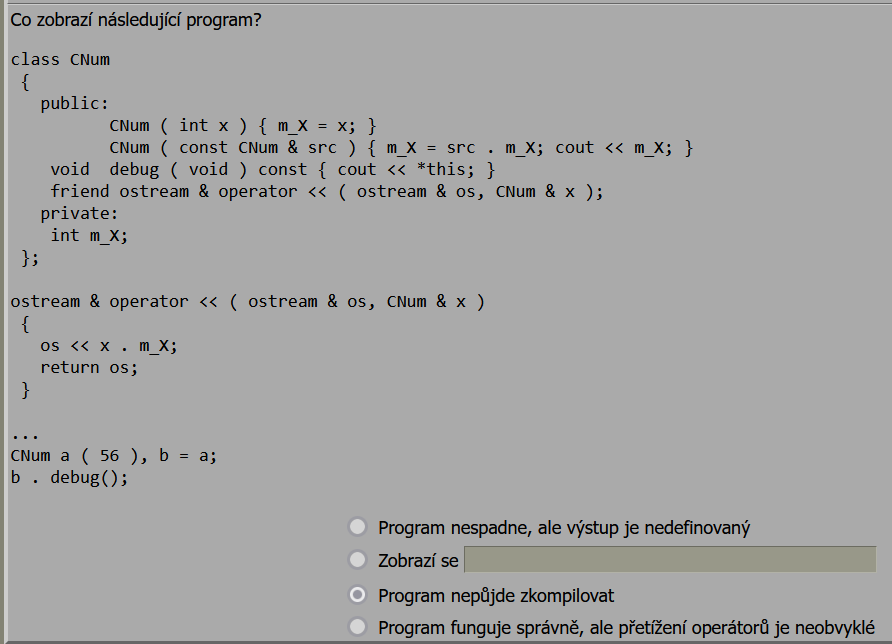 Co zobrazí následující program?
class CNum
{
public:
CNum ( int x ) { m_X = x; }
CNum ( const CNum & src ) { m_X = src . m_X; cout << m_X; }
void debug ( void ) const { cout << *this; }
friend ostream & operator << ( ostream & os, CNum & x );
private:
int m_X;
};
ostream & operator << ( ostream & os, CNum & x )
{
os << x . m_X;
return os;
}
...
CNum a ( 56 ), b = a;
b . debug();
Program nespadne, ale výstup je nedefinovaný
Zobrazí se
Program nepůjde zkompilovat
Program funguje správně, ale přetížení operátorů je neobvyklé